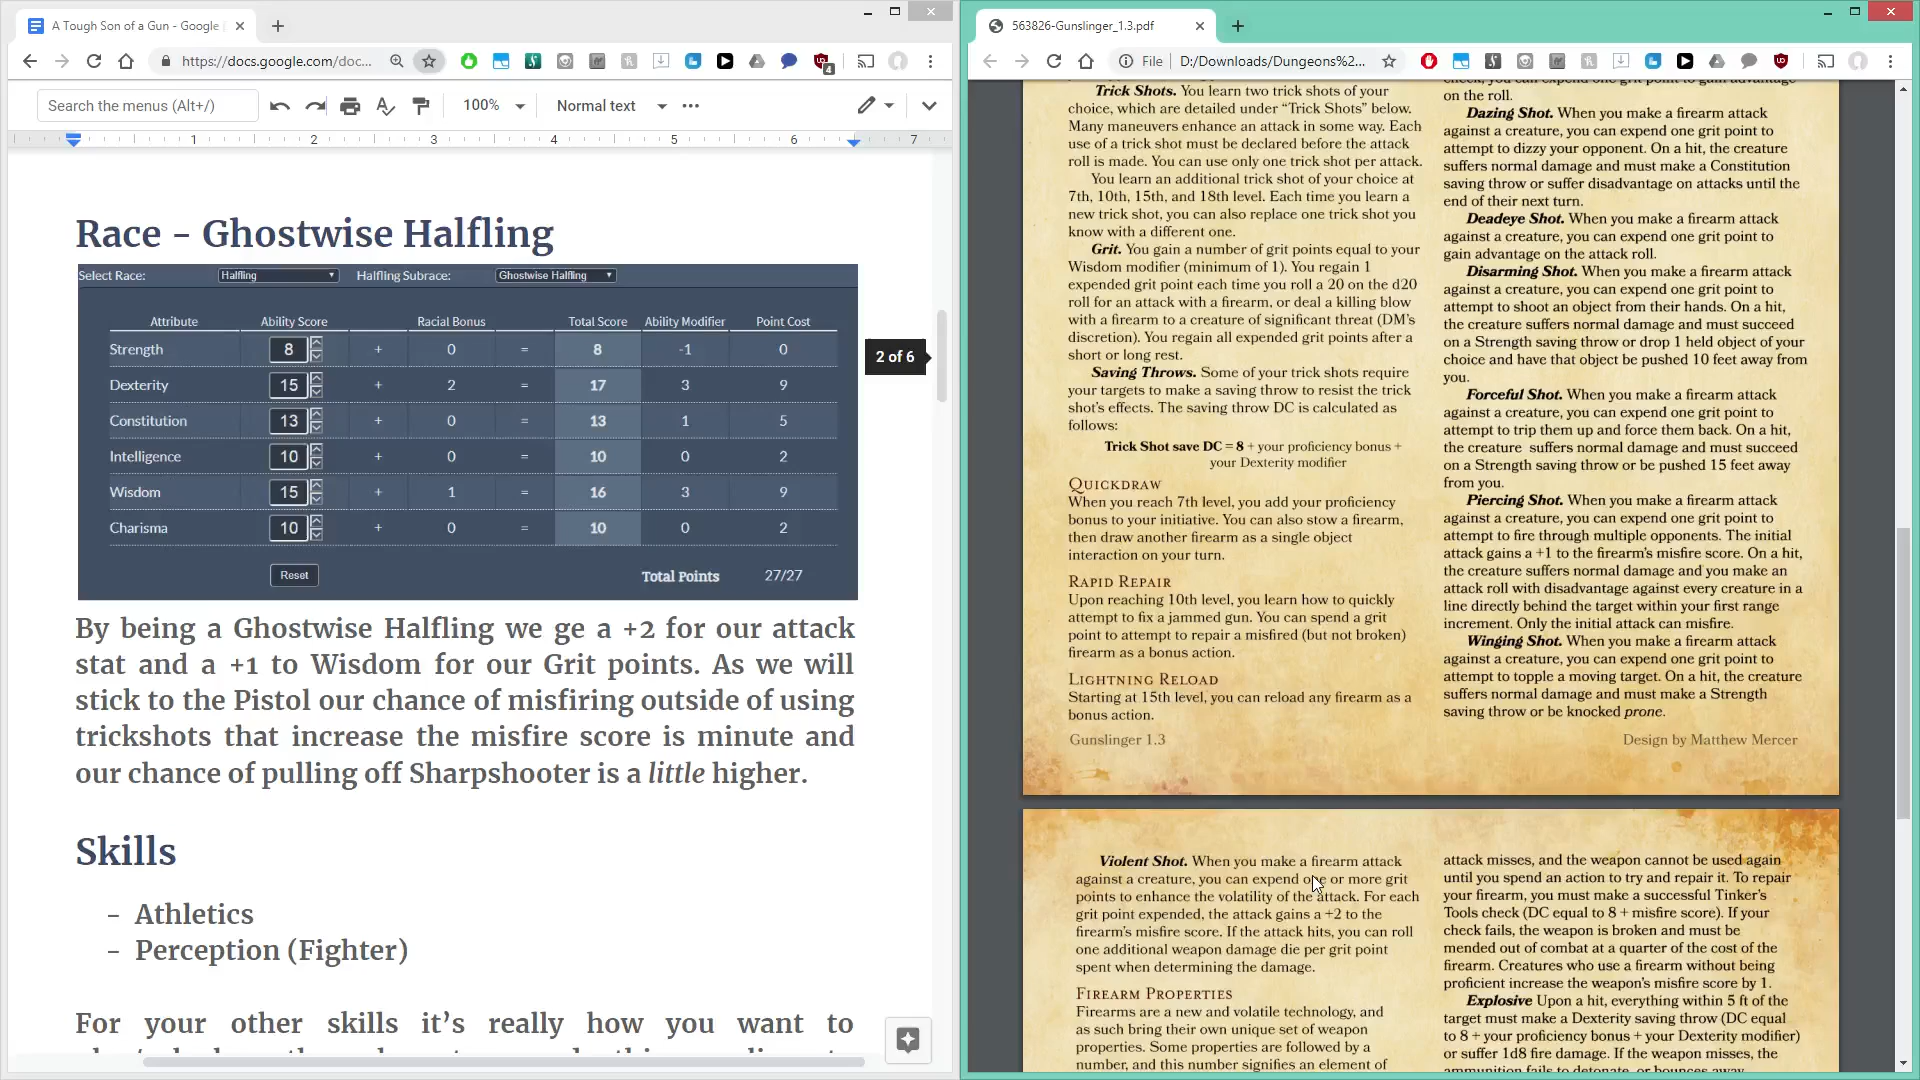 A Tough Son of a Gun - Google
https://docs.google.com/doc...
4
Search the menus (Alt+/)
100%
Normal text
1 2 3 4 5 6 7
Race - Ghostwise Halfling
Select Race: Halfling Halfling Subrace: Ghostwise Halfling
Attribute Ability Score Racial Bonus Total Score Ability Modifier Point Cost
Strength 8 + 0 = 8 -1 0
Dexterity 15 + 2 = 17 3 9
Constitution 13 + 0 = 13 1 5
Intelligence 10 + 0 = 10 0 2
Wisdom 15 + 1 = 16 3 9
Charisma 10 + 0 = 10 0 2
Reset Total Points 27/27
2 of 6
By being a Ghostwise Halfling we ge a +2 for our attack
stat and a +1 to Wisdom for our Grit points. As we will
stick to the Pistol our chance of misfiring outside of using
trickshots that increase the misfire score is minute and
our chance of pulling off Sharpshooter is a little higher.
Skills
- Athletics
- Perception (Fighter)
For your other skills it's really how you want to
563826-Gunslinger_1.3.pdf
File D:/Downloads/Dungeons%2...
Trick Shots. You learn two trick shots of your
choice, which are detailed under "Trick Shots" below.
Many maneuvers enhance an attack in some way. Each
use of a trick shot must be declared before the attack
roll is made. You can use only one trick shot per attack.
You learn an additional trick shot of your choice at
7th, 10th, 15th, and 18th level. Each time you learn a
new trick shot, you can also replace one trick shot you
know with a different one.
Grit. You gain a number of grit points equal to your
Wisdom modifier (minimum of 1). You regain 1
expended grit point each time you roll a 20 on the d20
roll for an attack with a firearm, or deal a killing blow
with a firearm to a creature of significant threat (DM's
discretion). You regain all expended grit points after a
short or long rest.
Saving Throws. Some of your trick shots require
your targets to make a saving throw to resist the trick
shot's effects. The saving throw DC is calculated as
follows:
Trick Shot save DC = 8 + your proficiency bonus +
your Dexterity modifier
Quickdraw
When you reach 7th level, you add your proficiency
bonus to your initiative. You can also stow a firearm,
then draw another firearm as a single object
interaction on your turn.
Rapid Repair
Upon reaching 10th level, you learn how to quickly
attempt to fix a jammed gun. You can spend a grit
point to attempt to repair a misfired (but not broken)
firearm as a bonus action.
Lightning Reload
Starting at 15th level, you can reload any firearm as a
bonus action.
Gunslinger 1.3
check, you can expend one grit point to gain advantage
on the roll.
Dazing Shot. When you make a firearm attack
against a creature, you can expend one grit point to
attempt to dizzy your opponent. On a hit, the creature
suffers normal damage and must make a Constitution
saving throw or suffer disadvantage on attacks until the
end of their next turn.
Deadeye Shot. When you make a firearm attack
against a creature, you can expend one grit point to
gain advantage on the attack roll.
Disarming Shot. When you make a firearm attack
against a creature, you can expend one grit point to
attempt to shoot an object from their hands. On a hit,
the creature suffers normal damage and must succeed
on a Strength saving throw or drop 1 held object of your
choice and have that object be pushed 10 feet away from
you.
Forceful Shot. When you make a firearm attack
against a creature, you can expend one grit point to
attempt to trip them up and force them back. On a hit,
the creature suffers normal damage and must succeed
on a Strength saving throw or be pushed 15 feet away
from you.
Piercing Shot. When you make a firearm attack
against a creature, you can expend one grit point to
attempt to fire through multiple opponents. The initial
attack gains a +1 to the firearm's misfire score. On a hit,
the creature suffers normal damage and you make an
attack roll with disadvantage against every creature in a
line directly behind the target within your first range
increment. Only the initial attack can misfire.
Winging Shot. When you make a firearm attack
against a creature, you can expend one grit point to
attempt to topple a moving target. On a hit, the creature
suffers normal damage and must make a Strength
saving throw or be knocked prone.
Design by Matthew Mercer
Violent Shot. When you make a firearm attack
against a creature, you can expend one or more grit
points to enhance the volatility of the attack. For each
grit point expended, the attack gains a +2 to the
firearm's misfire score. If the attack hits, you can roll
one additional weapon damage die per grit point
spent when determining the damage.
Firearm Properties
Firearms are a new and volatile technology, and
as such bring their own unique set of weapon
properties. Some properties are followed by a
number, and this number signifies an element of
attack misses, and the weapon cannot be used again
until you spend an action to try and repair it. To repair
your firearm, you must make a successful Tinker's
Tools check (DC equal to 8 + misfire score). If your
check fails, the weapon is broken and must be
mended out of combat at a quarter of the cost of the
firearm. Creatures who use a firearm without being
proficient increase the weapon's misfire score by 1.
Explosive Upon a hit, everything within 5 ft of the
target must make a Dexterity saving throw (DC equal
to 8 + your proficiency bonus + your Dexterity modifier)
or suffer 1d8 fire damage. If the weapon misses, the
ammunition fails to detonate, or bounces away